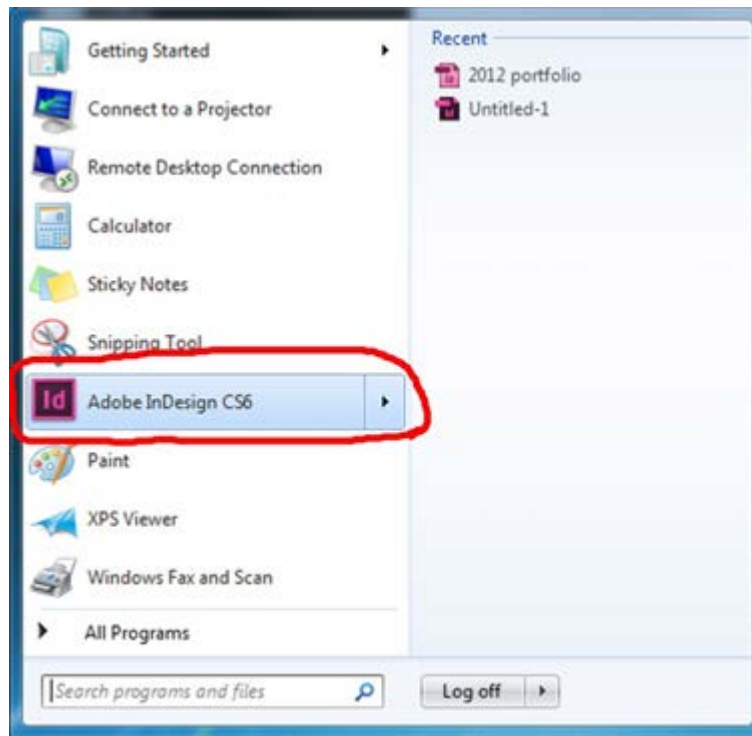 Getting Started
Connect to a Projector
Remote Desktop Connection
Calculator
Sticky Notes
Snipping Tool
Id
Adobe InDesign CS6
Paint
XPS Viewer
Windows Fax and Scan
All Programs
Search programs and files
Recent
2012 portfolio
Untitled-1
Log off